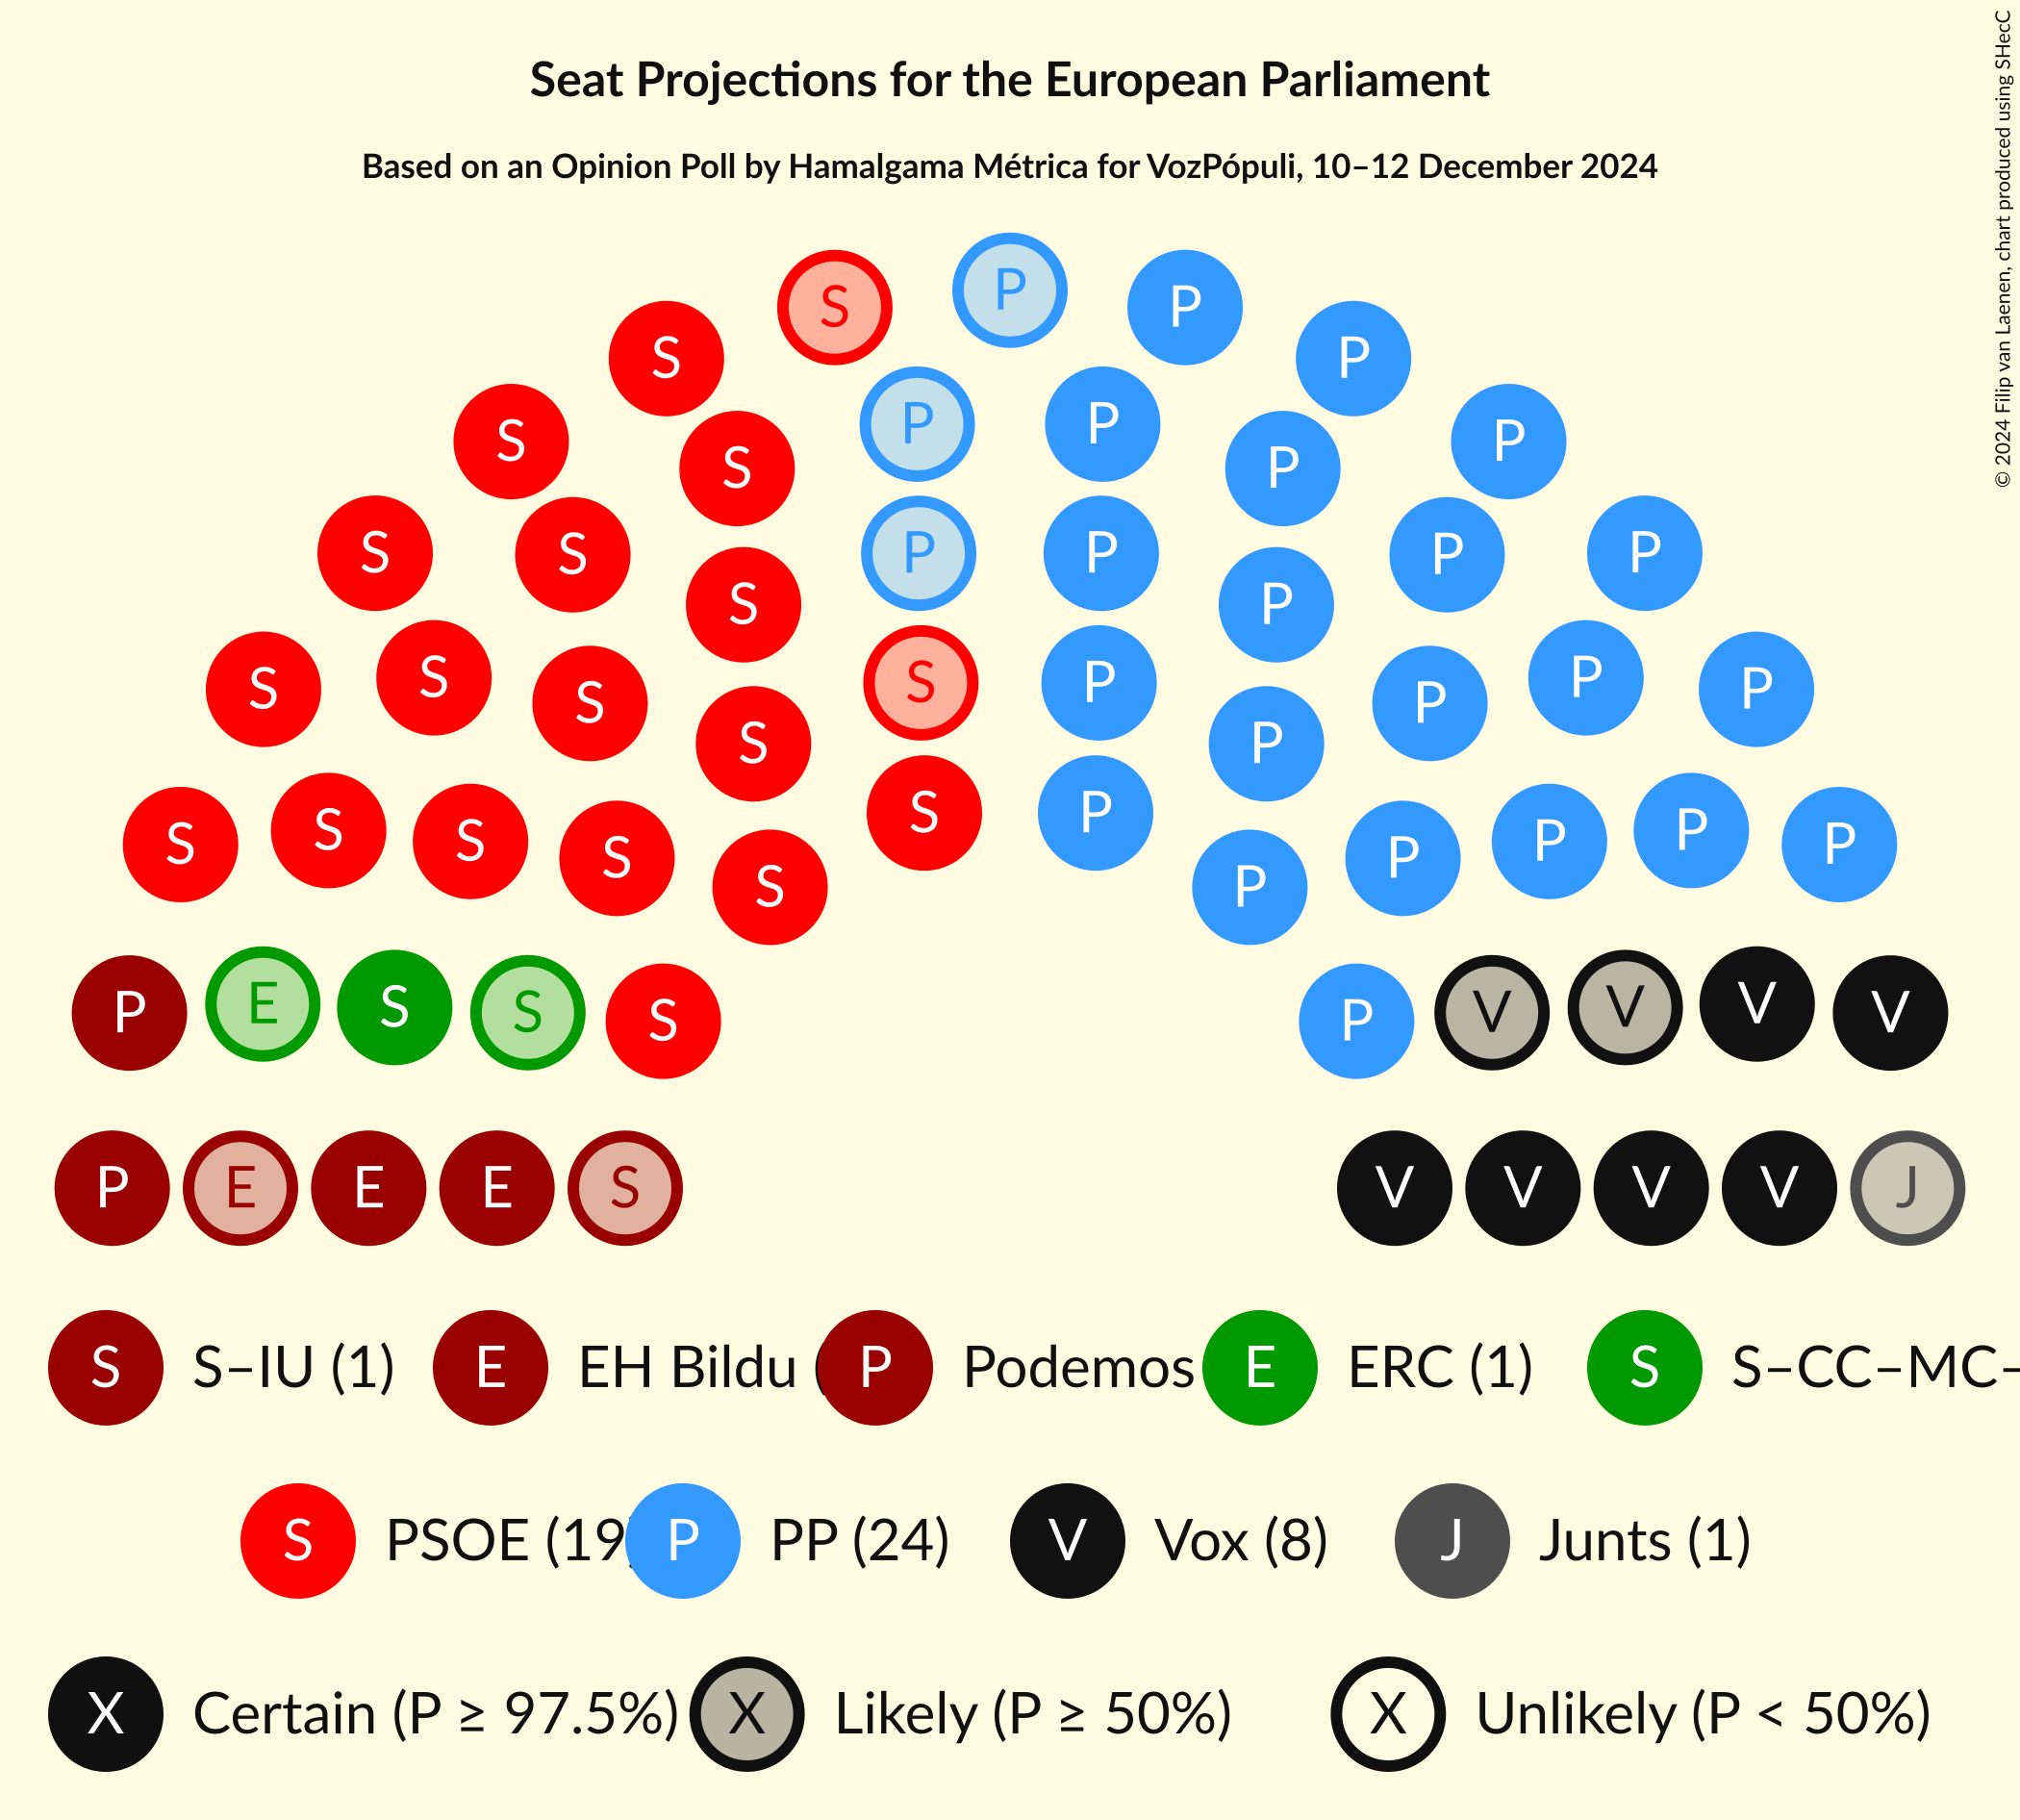 Seat Projections for the European Parliament
Based on an Opinion Poll by Hamalgama Métrica for VozPópuli, 10–12 December 2024
© 2024 Filip van Laenen, chart produced using SHecC
P
S P
S P
P P
S P
S P
P P
S S P P
S P
S P
S S P P
S P
S S P P
S P
S S P P
S P
S S P P
P E S S S P V V V V
P E E E S V V V V J
S S–IU (1) E EH Bildu ( P Podemos E ERC (1) S S–CC–MC–
S PSOE (19) P PP (24) V Vox (8) J Junts (1)
X Certain (P ≥ 97.5%) X Likely (P ≥ 50%) X Unlikely (P < 50%)